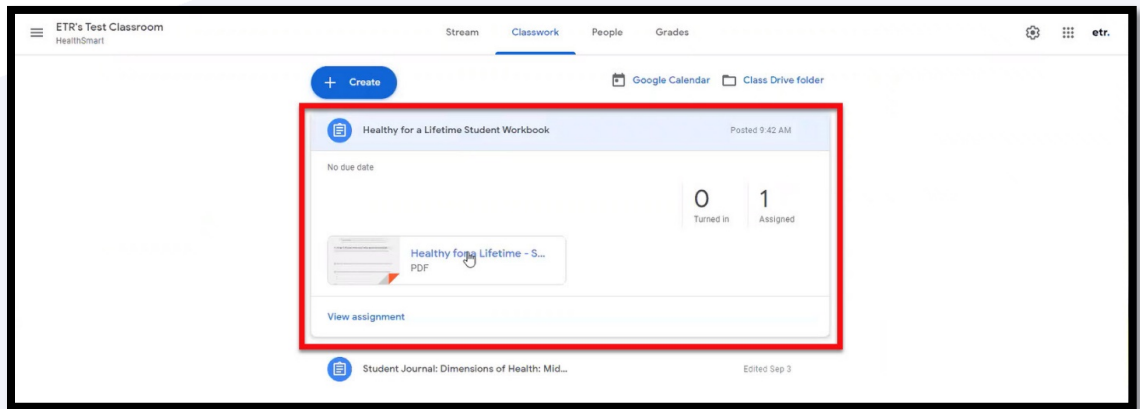 ETR's Test Classroom
HealthSmart
Stream Classwork People Grades
etr.
+ Create
Google Calendar Class Drive folder
Healthy for a Lifetime Student Workbook Posted 9:42 AM
No due date
0 1
Turned in Assigned
Healthy for a Lifetime - S...
PDF
View assignment
Student Journal: Dimensions of Health: Mid... Edited Sep 3